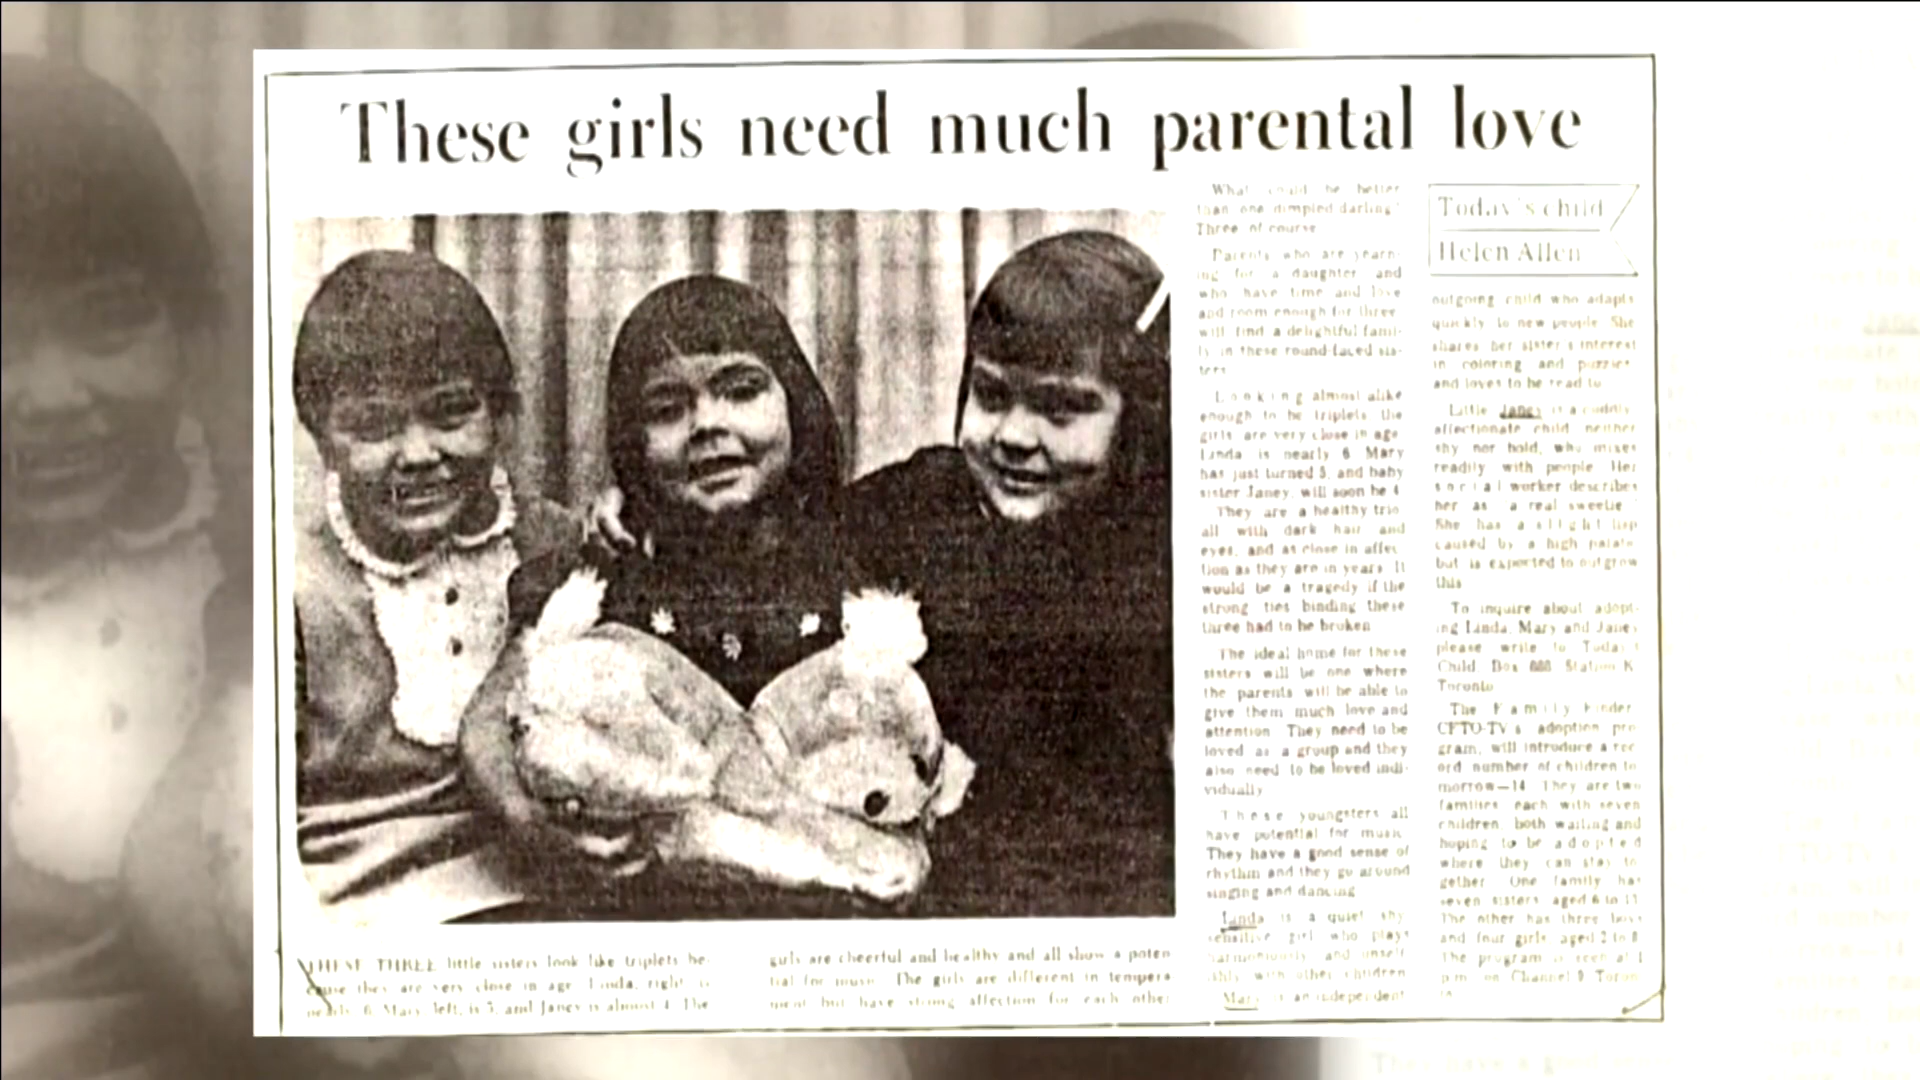 These girls need much parental love
What could be better
than one dimpled darling?
Three of course
Parents who are yearn-
ing for a daughter and
who have time and love
and room enough for three
will find a delightful fami-
ly in these round-faced sis-
ters
Looking almost alike
enough to be triplets the
girls are very close in age
Linda is nearly 6 Mary
has just turned 5, and baby
sister Janey, will soon be 4
They are a healthy trio
all with dark hair and
eyes, and as close in affec-
tion as they are in years. It
would be a tragedy if the
strong ties binding these
three had to be broken
The ideal home for these
sisters will be one where
the parents will be able to
give them much love and
attention They need to be
loved as a group and they
also need to be loved indi-
vidually
These youngsters all
have potential for music
They have a good sense of
rhythm and they go around
singing and dancing
Linda is a quiet shy
sensitive girl who plays
harmoniously and
with other children
Mary is an independent
Today's child
Helen Allen
outgoing child who adapts
quickly to new people She
shares her sister's interest
in coloring and puzzles
and loves to be read to
Little Janey is a cuddly
affectionate child neither
shy nor bold, who mixes
readily with people Her
social worker describes
her as a real sweetie
She has a slight lisp
caused by a high palate
but is expected to outgrow
this
To inquire about adopt-
ing Linda, Mary and Janey
please write to Today's
Child Box 888 Station K
Toronto
The Family Finder
CFTO-TV's adoption pro
gram, will introduce a rec
ord number of children to
morrow—14 They are two
families each with seven
children both waiting and
hoping to be adopted
where they can stay to
gether One family has
seven sisters aged 6 to
The other has three boys
and four girls aged 2 to 8
The program is seen at 1
p.m. on Channel 9 Toron
to
THESE THREE little sisters look like triplets be-
cause they are very close in age Linda, right is
nearly 6, Mary, left, is 5, and Janey is almost 4 The
girls are cheerful and healthy and all show a poten
tial for music The girls are different in tempera
ment but have strong affection for each other